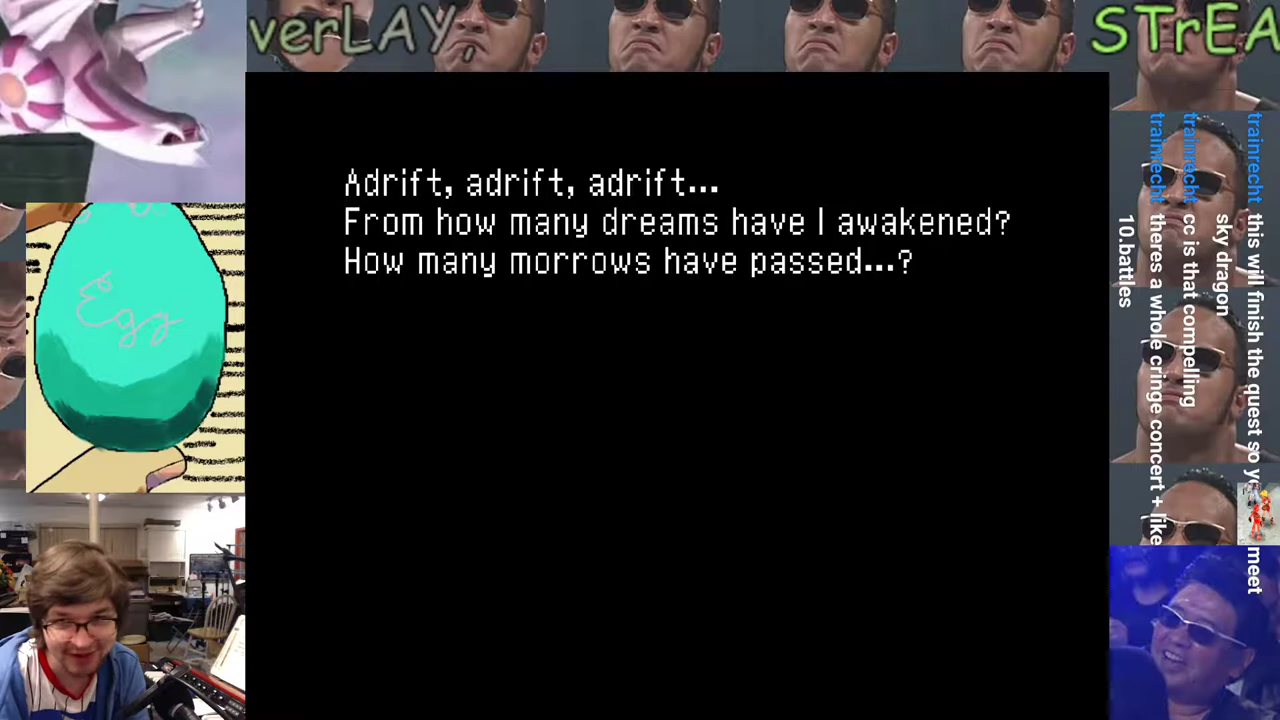 verLAY,
STrEA
Adrift, adrift, adrift...
From how many dreams have I awakened?
How many morrows have passed...?
Egg
trainrecht this will finish the quest so yo meet
sky dragon
trainrecht cc is that compelling
trainrecht theres a whole cringe concert + like
10.battles